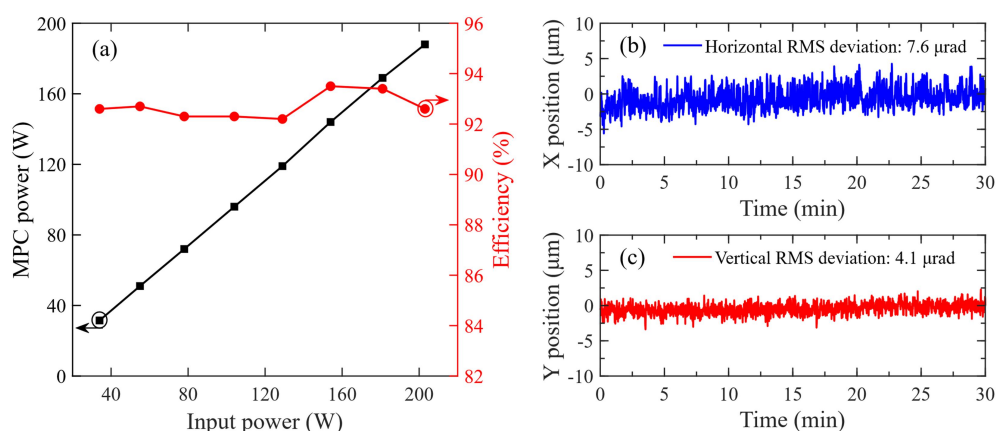 (a)
200
160
120
80
40
0
MPC power (W)
40 80 120 160 200
Input power (W)
96
94
92
90
88
86
84
82
Efficiency (%)
(b)
Horizontal RMS deviation: 7.6 μrad
10
5
0
-5
-10
X position (μm)
0 5 10 15 20 25 30
Time (min)
(c)
Vertical RMS deviation: 4.1 μrad
10
5
0
-5
-10
Y position (μm)
0 5 10 15 20 25 30
Time (min)